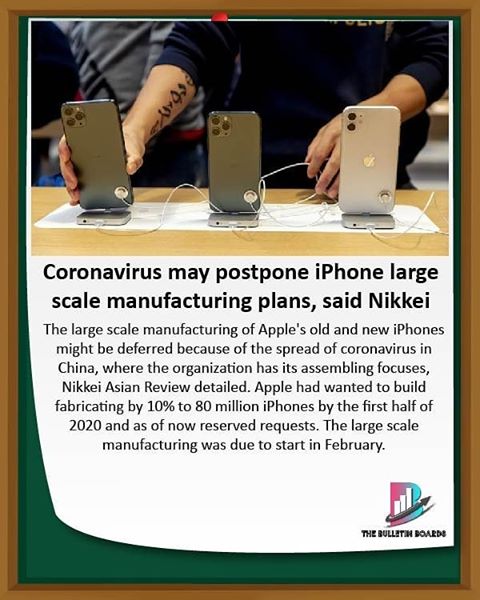 Coronavirus may postpone iPhone large
scale manufacturing plans, said Nikkei
The large scale manufacturing of Apple's old and new iPhones
might be deferred because of the spread of coronavirus in
China, where the organization has its assembling focuses,
Nikkei Asian Review detailed. Apple had wanted to build
fabricating by 10% to 80 million iPhones by the first half of
2020 and as of now reserved requests. The large scale
manufacturing was due to start in February.
THE BULLETIN BOARDS